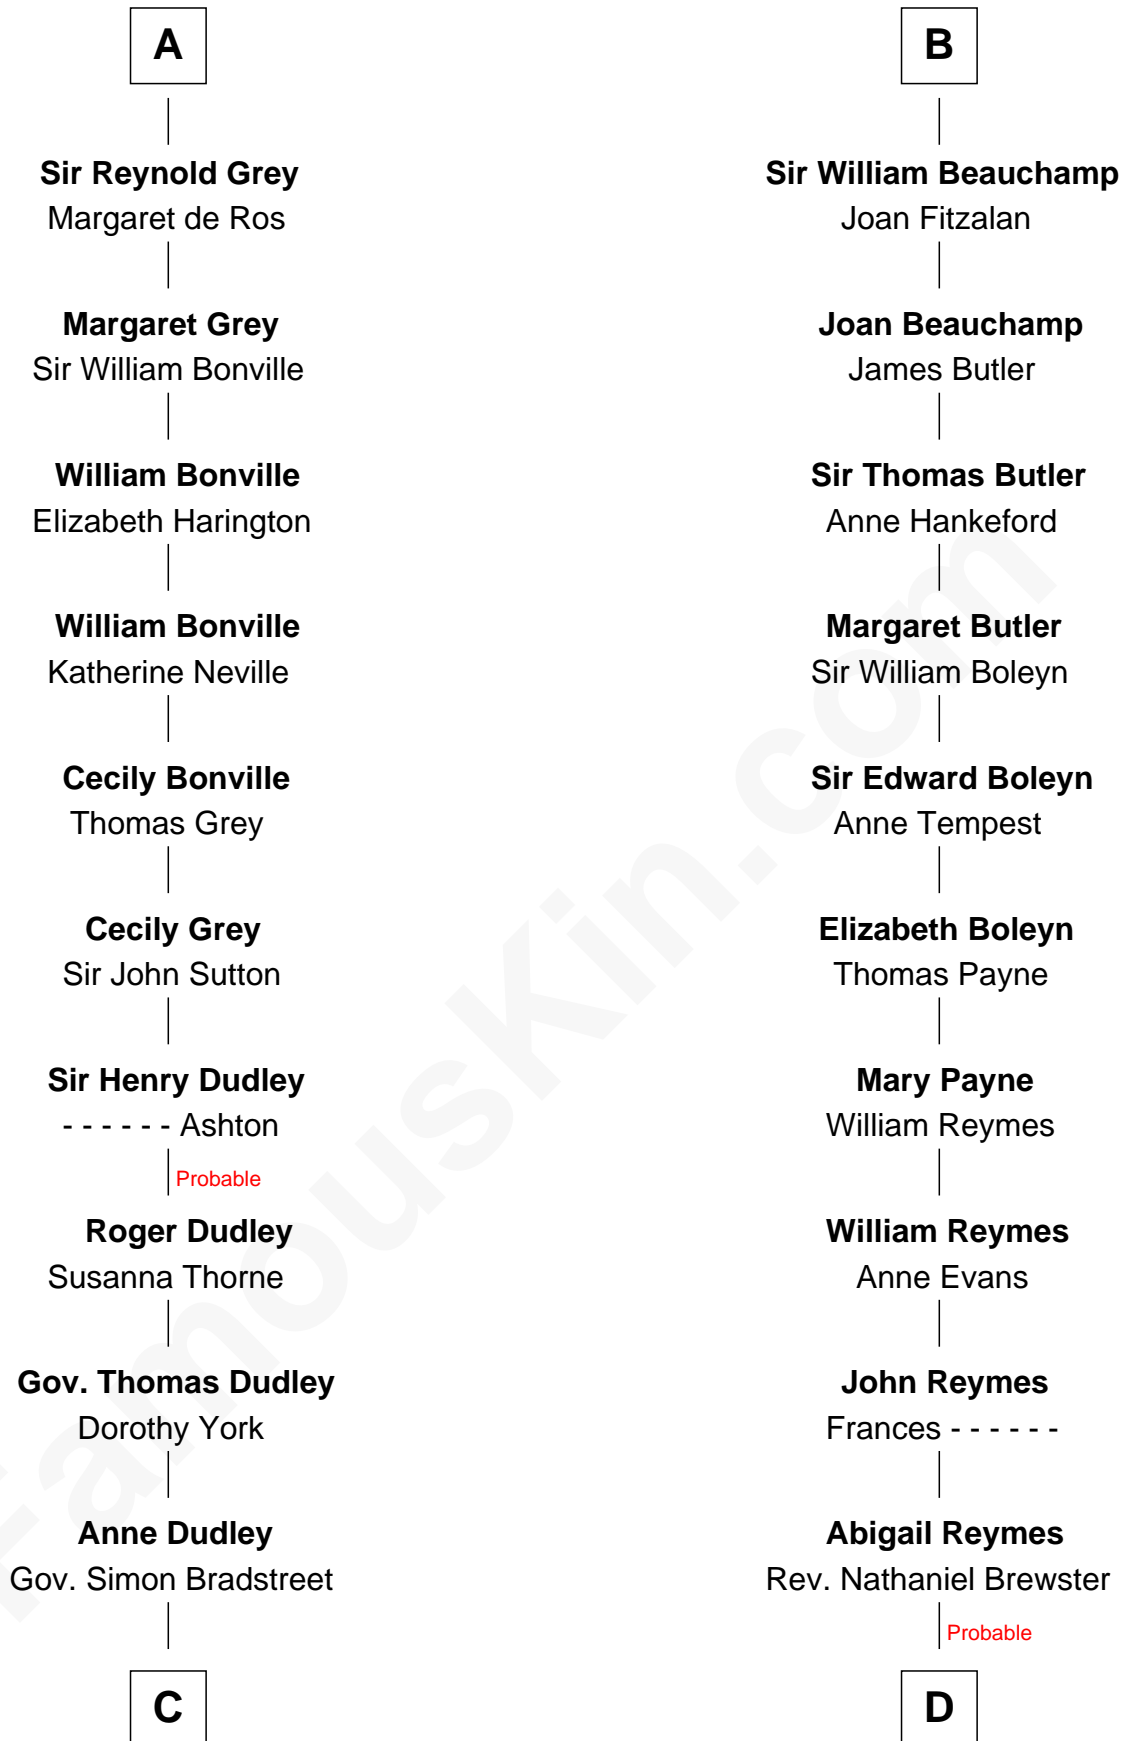 A
Sir Reynold Grey
Margaret de Ros
Margaret Grey
Sir William Bonville
William Bonville
Elizabeth Harington
William Bonville
Katherine Neville
Cecily Bonville
Thomas Grey
Cecily Grey
Sir John Sutton
Sir Henry Dudley
- - - - - - Ashton
Probable
Roger Dudley
Susanna Thorne
Gov. Thomas Dudley
Dorothy York
Anne Dudley
Gov. Simon Bradstreet
C
B
Sir William Beauchamp
Joan Fitzalan
Joan Beauchamp
James Butler
Sir Thomas Butler
Anne Hankeford
Margaret Butler
Sir William Boleyn
Sir Edward Boleyn
Anne Tempest
Elizabeth Boleyn
Thomas Payne
Mary Payne
William Reymes
William Reymes
Anne Evans
John Reymes
Frances - - - - - -
Abigail Reymes
Rev. Nathaniel Brewster
Probable
D
FamousKin.com